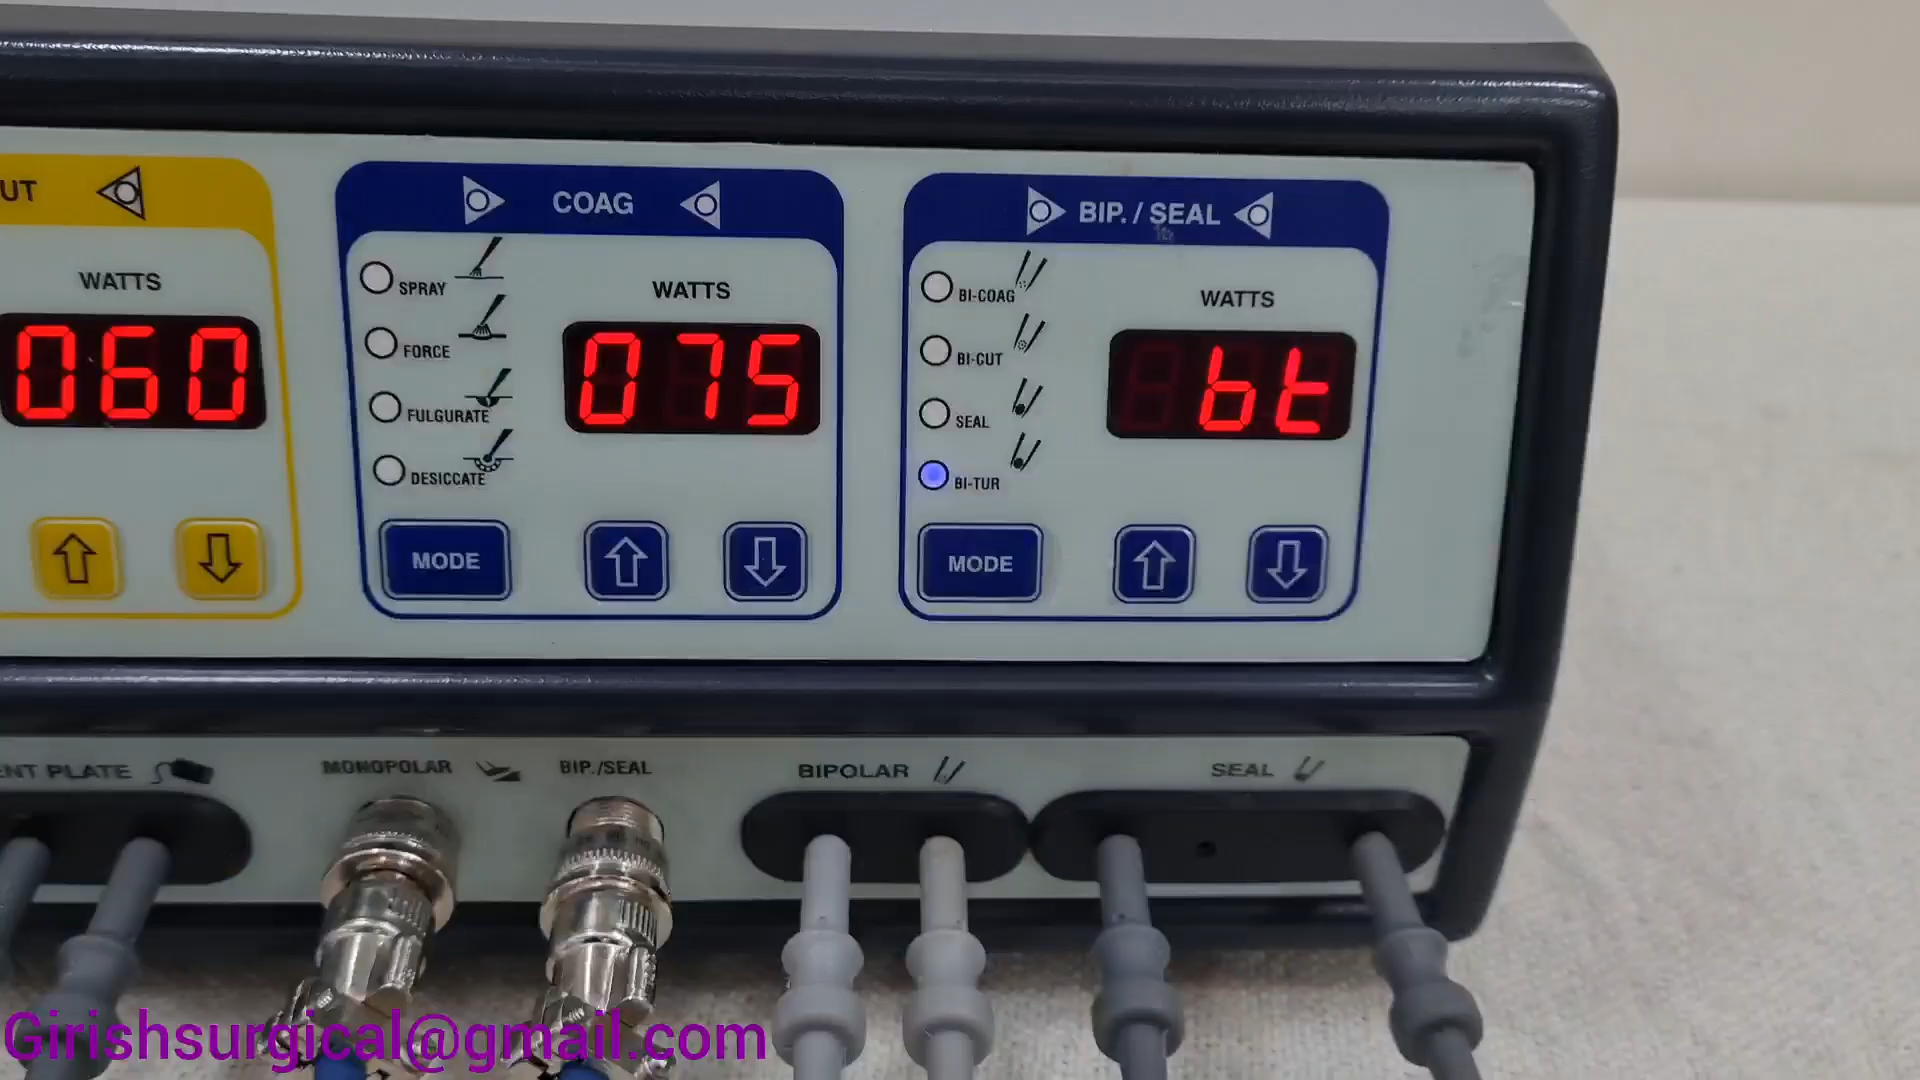 UT
WATTS
060
COAG
SPRAY
FORCE
FULGURATE
DESICCATE
WATTS
075
MODE
BIP. / SEAL
BI-COAG
BI-CUT
SEAL
BI-TUR
WATTS
bt
MODE
ENT PLATE
MONOPOLAR
BIP./SEAL
BIPOLAR
SEAL
Girishsurgical@gmail.com